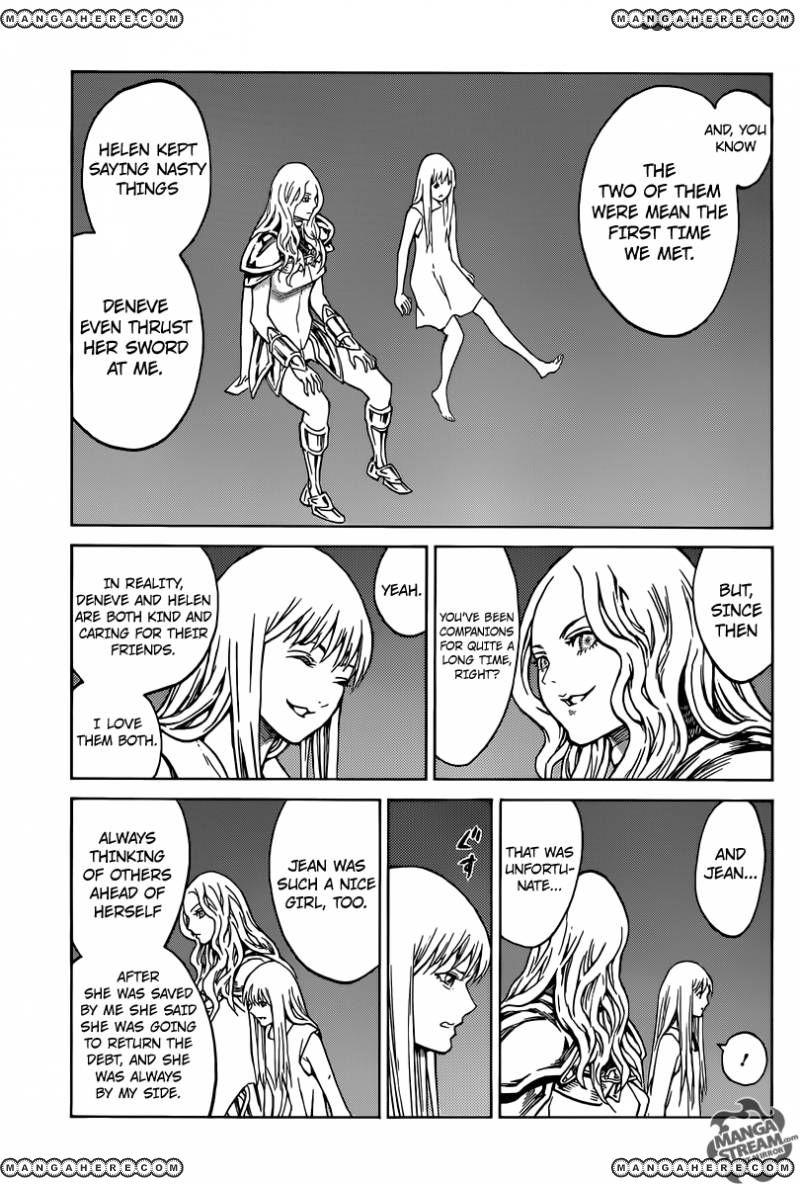 MANGAHERE.COM
MANGAHERE.COM
AND, YOU
KNOW
THE
TWO OF THEM
WERE MEAN THE
FIRST TIME
WE MET.
HELEN KEPT
SAYING NASTY
THINGS
DENEVE
EVEN THRUST
HER SWORD
AT ME.
BUT,
SINCE
THEN
YOU'VE BEEN
COMPANIONS
FOR QUITE A
LONG TIME,
RIGHT?
YEAH.
IN REALITY,
DENEVE AND HELEN
ARE BOTH KIND AND
CARING FOR THEIR
FRIENDS.
I LOVE
THEM BOTH.
AND
JEAN...
THAT WAS
UNFORTU-
NATE...
!
ぐす
JEAN WAS
SUCH A NICE
GIRL, TOO.
ALWAYS
THINKING
OF OTHERS
AHEAD OF
HERSELF
AFTER
SHE WAS SAVED
BY ME SHE SAID
SHE WAS GOING
TO RETURN THE
DEBT, AND SHE
WAS ALWAYS
BY MY SIDE.
MANGA
STREAM.com
MANGAHERE.COM
MANGAHERE.COM